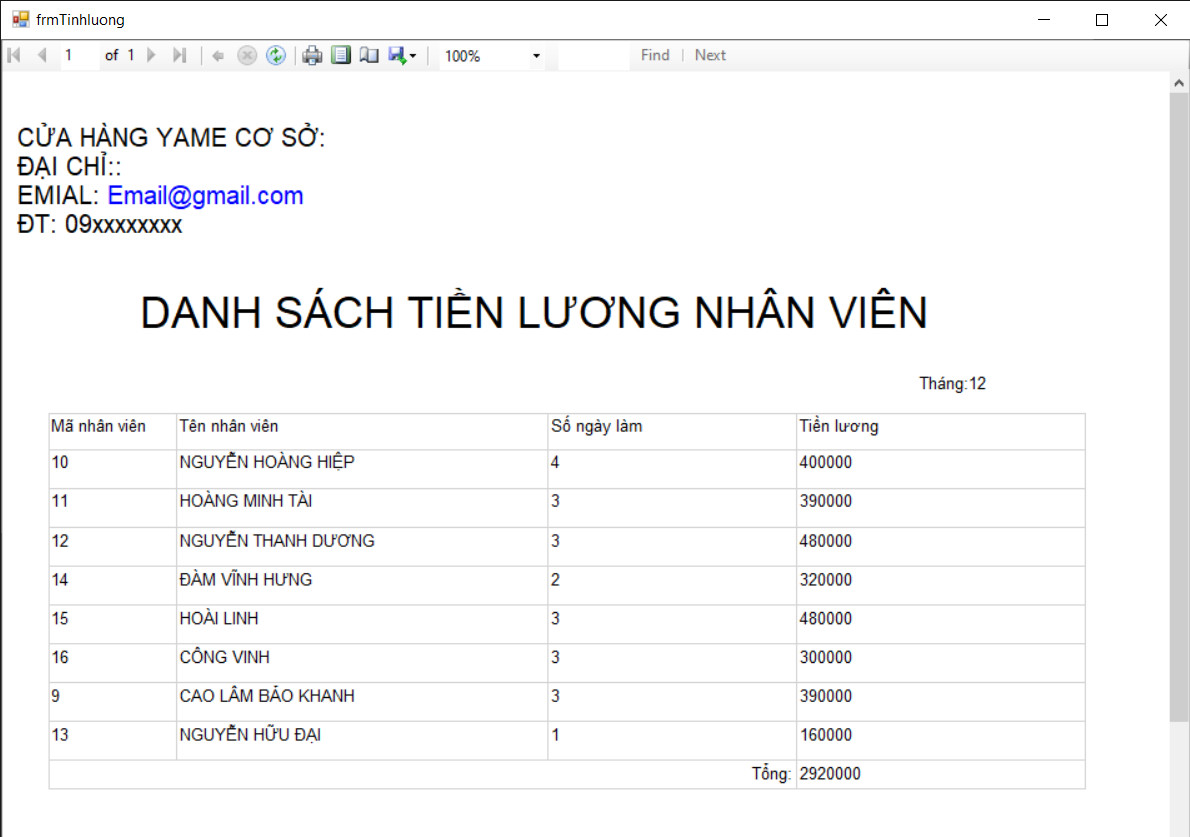 frmTinhluong
1 of 1 100% Find Next
CỬA HÀNG YAME CƠ SỞ:
ĐẠI CHỈ::
EMIAL: Email@gmail.com
ĐT: 09xxxxxxxx
DANH SÁCH TIỀN LƯƠNG NHÂN VIÊN
Tháng:12
Mã nhân viên Tên nhân viên Số ngày làm Tiền lương
10 NGUYỄN HOÀNG HIỆP 4 400000
11 HOÀNG MINH TÀI 3 390000
12 NGUYỄN THANH DƯƠNG 3 480000
14 ĐÀM VĨNH HƯNG 2 320000
15 HOÀI LINH 3 480000
16 CÔNG VINH 3 300000
9 CAO LÂM BẢO KHANH 3 390000
13 NGUYỄN HỮU ĐẠI 1 160000
Tổng: 2920000